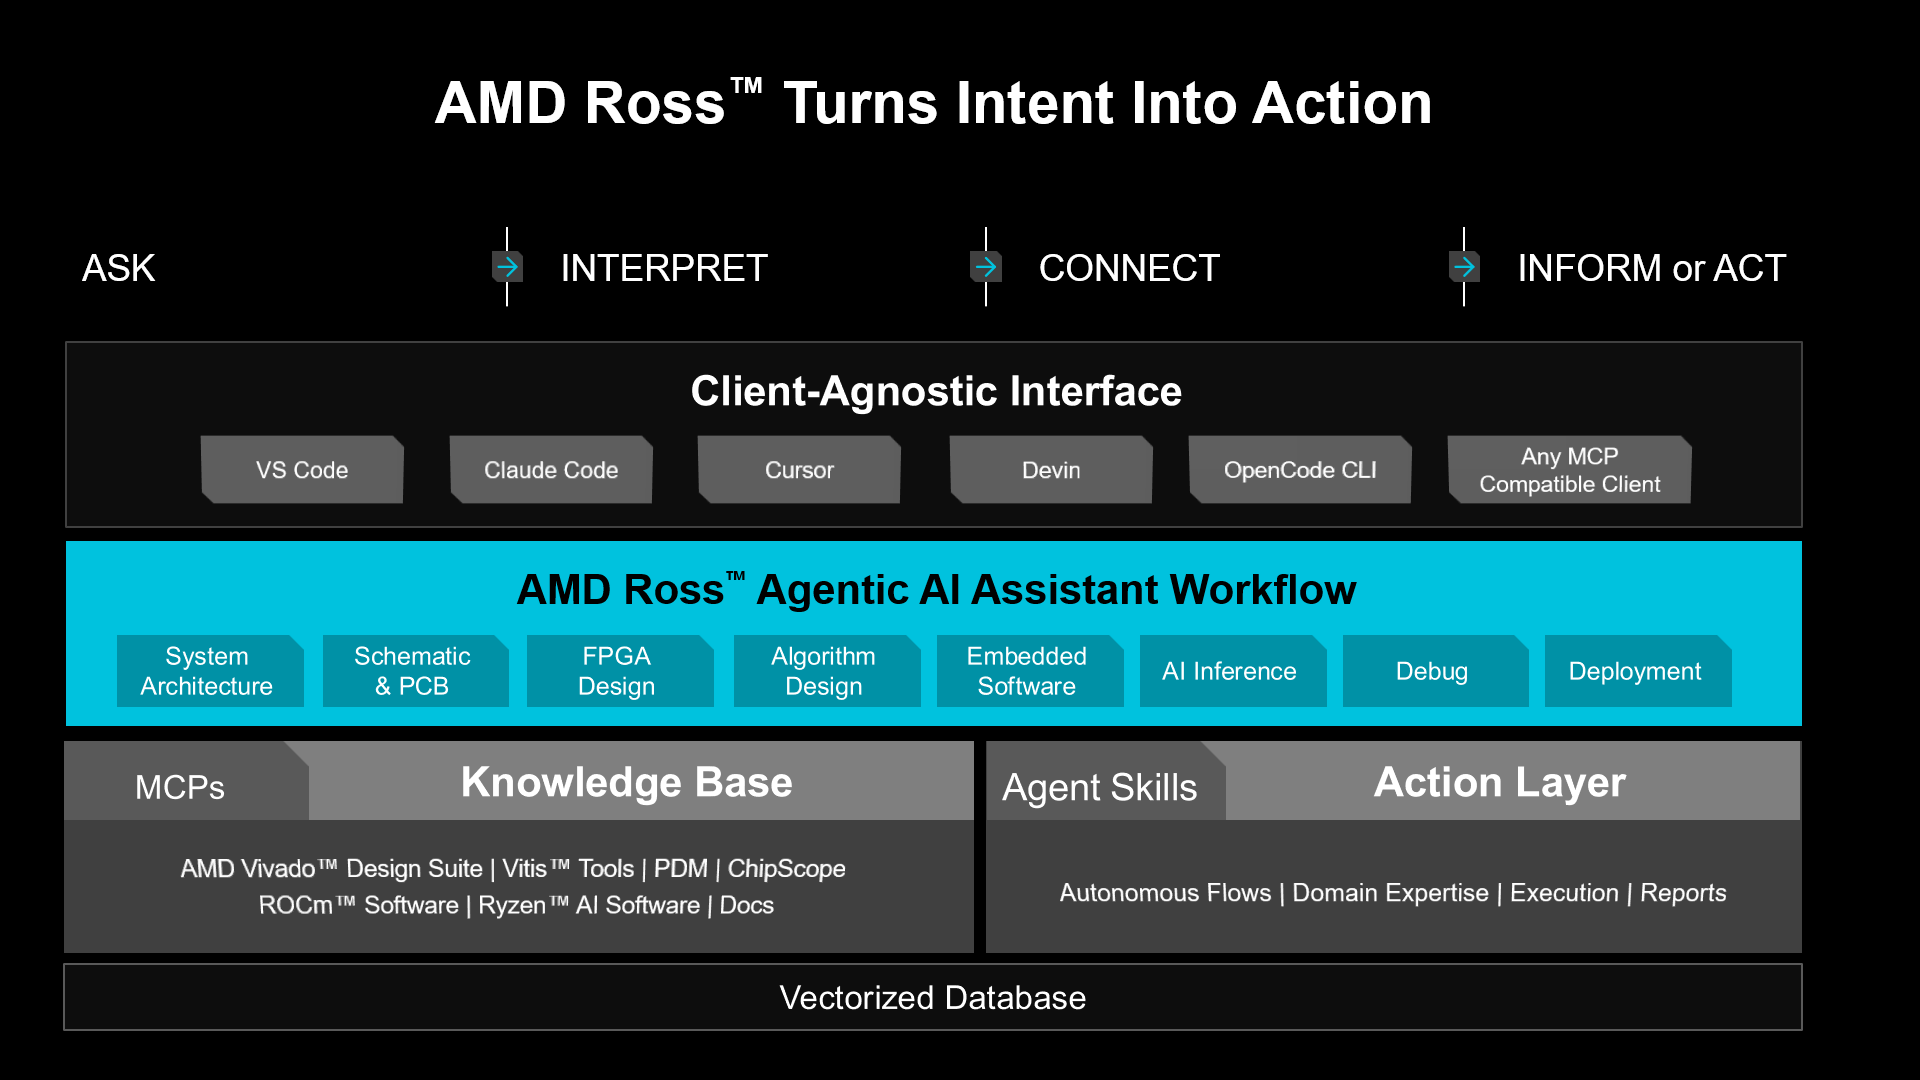 AMD Ross™ Turns Intent Into Action
ASK
INTERPRET
CONNECT
INFORM or ACT
Client-Agnostic Interface
VS Code
Claude Code
Cursor
Devin
OpenCode CLI
Any MCP
Compatible Client
AMD Ross™ Agentic AI Assistant Workflow
System
Architecture
Schematic
& PCB
FPGA
Design
Algorithm
Design
Embedded
Software
AI Inference
Debug
Deployment
MCPs
Knowledge Base
AMD Vivado™ Design Suite | Vitis™ Tools | PDM | ChipScope
ROCm™ Software | Ryzen™ AI Software | Docs
Agent Skills
Action Layer
Autonomous Flows | Domain Expertise | Execution | Reports
Vectorized Database